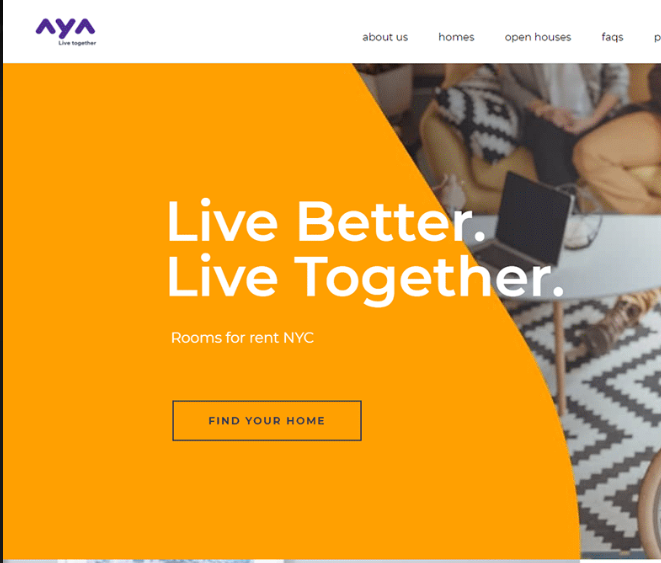 AYA
Live together
about us homes open houses faqs p
Live Better.
Live Together.
Rooms for rent NYC
FIND YOUR HOME